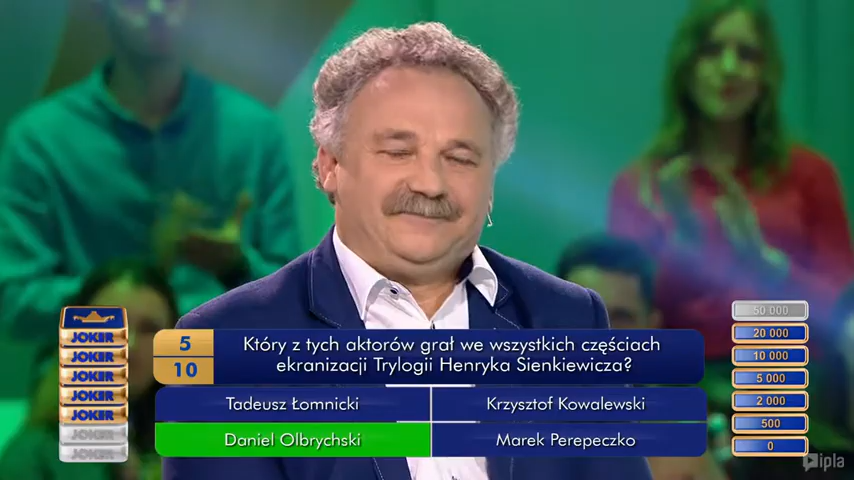 JOKER
JOKER
JOKER
JOKER
JOKER
JOKER
5
10
Który z tych aktorów grał we wszystkich częściach
ekranizacji Trylogii Henryka Sienkiewicza?
Tadeusz Łomnicki
Krzysztof Kowalewski
Daniel Olbrychski
Marek Perepeczko
50 000
20 000
10 000
5 000
2 000
500
0
ipla